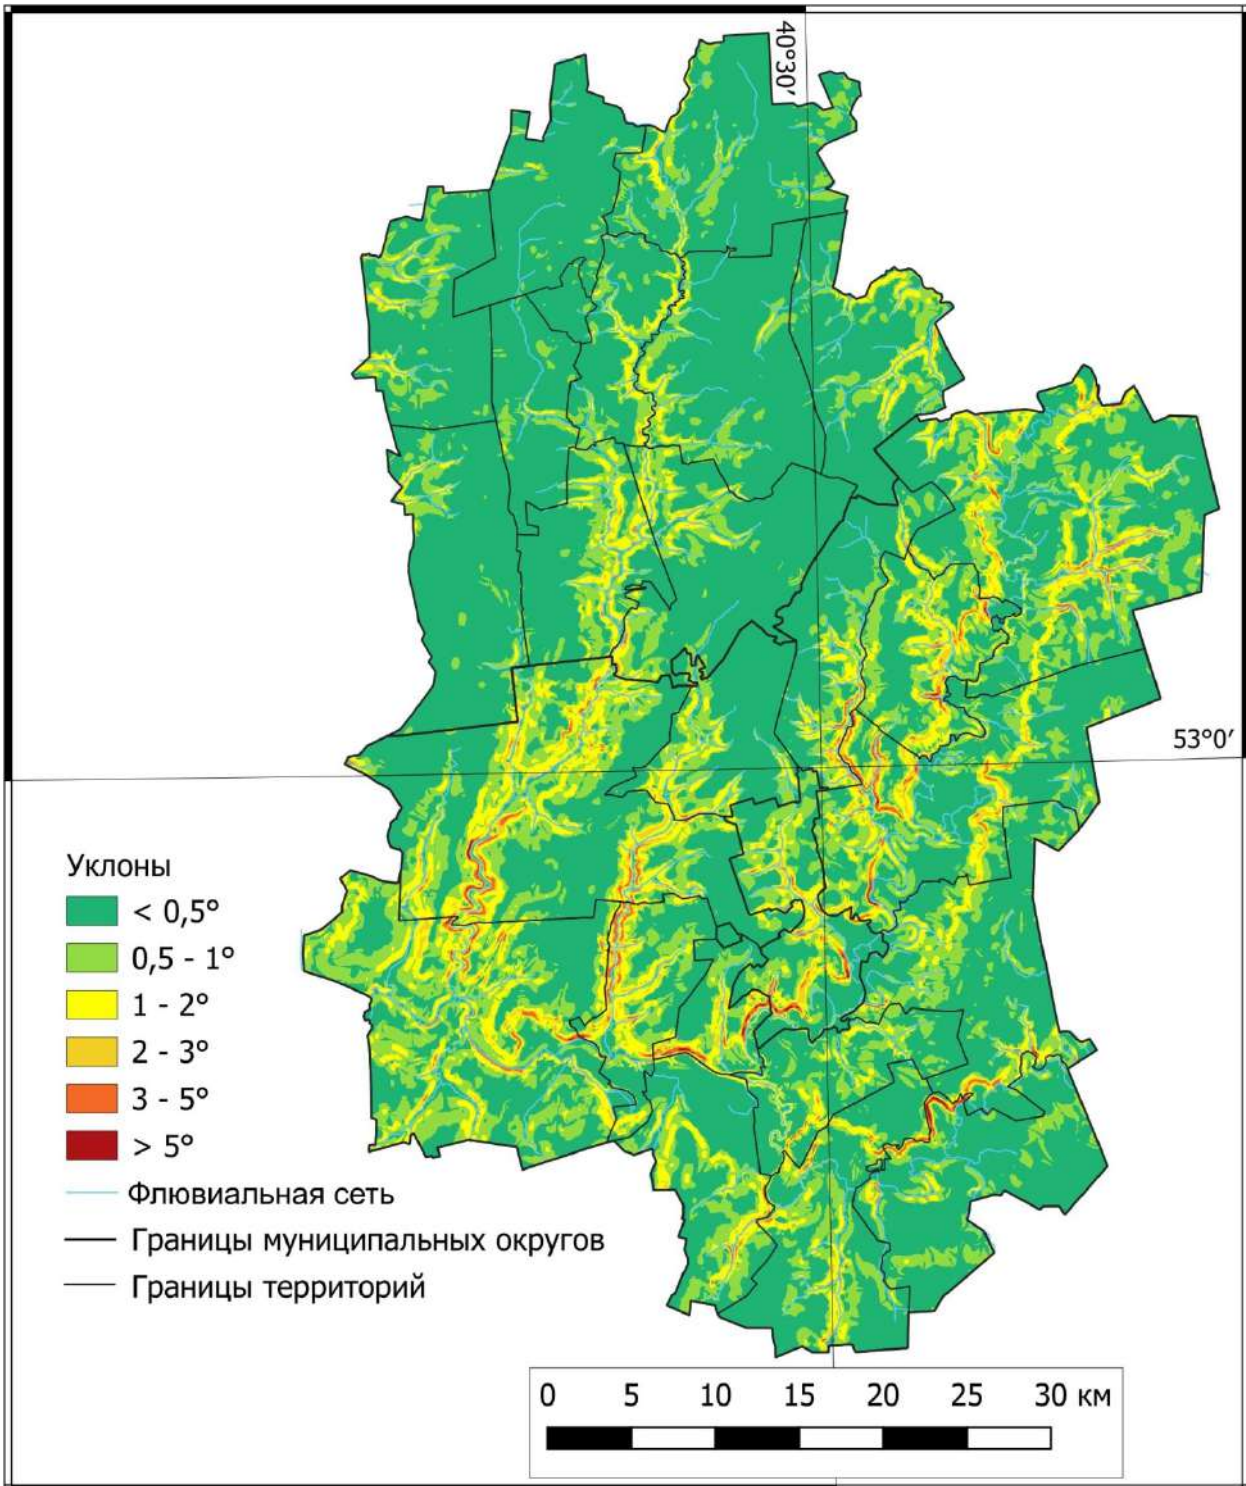 40°30′
53°0′
Уклоны
< 0,5°
0,5 - 1°
1 - 2°
2 - 3°
3 - 5°
> 5°
Флювиальная сеть
Границы муниципальных округов
Границы территорий
0 5 10 15 20 25 30 км